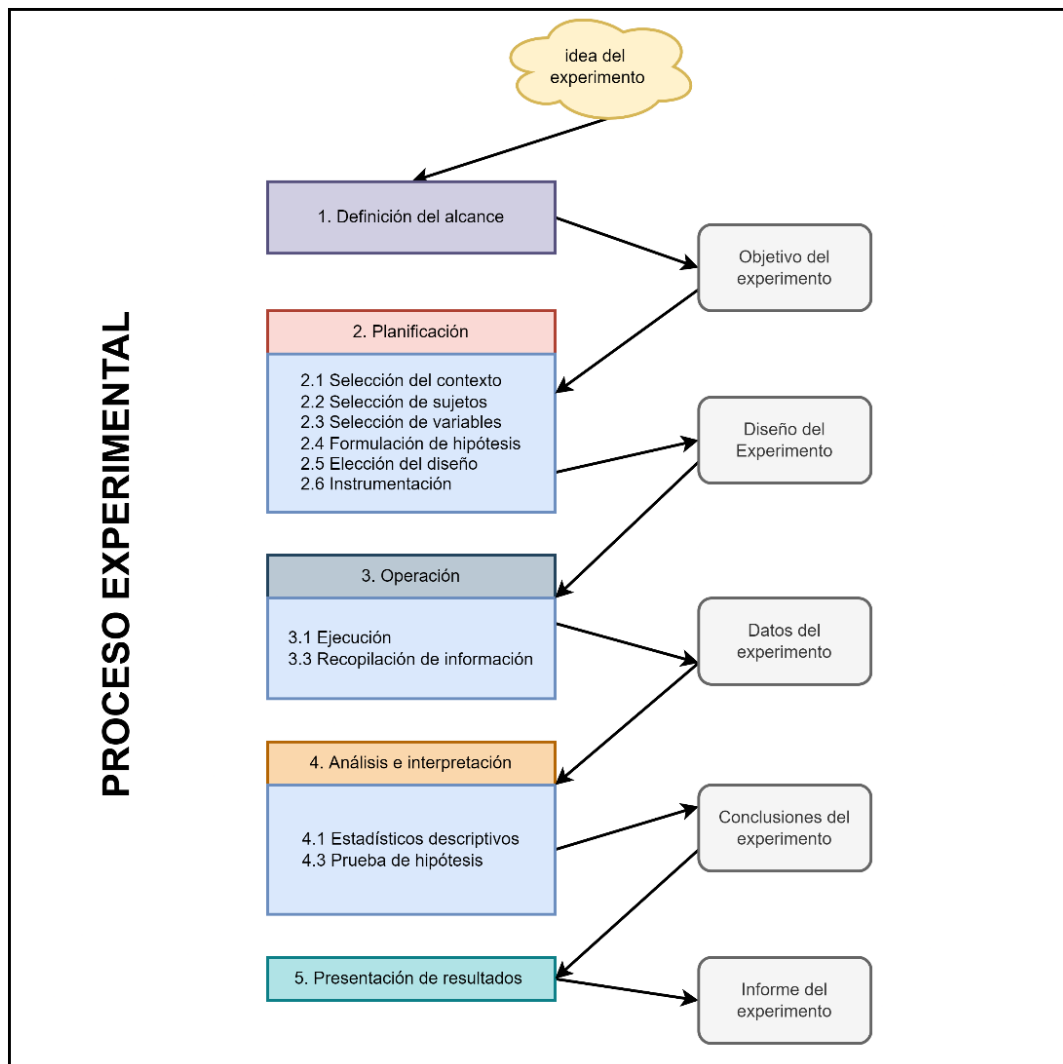 idea del
experimento
1. Definición del alcance
Objetivo del
experimento
2. Planificación
2.1 Selección del contexto
2.2 Selección de sujetos
2.3 Selección de variables
2.4 Formulación de hipótesis
2.5 Elección del diseño
2.6 Instrumentación
Diseño del
Experimento
PROCESO EXPERIMENTAL
3. Operación
3.1 Ejecución
3.3 Recopilación de información
Datos del
experimento
4. Análisis e interpretación
4.1 Estadísticos descriptivos
4.3 Prueba de hipótesis
Conclusiones del
experimento
5. Presentación de resultados
Informe del
experimento